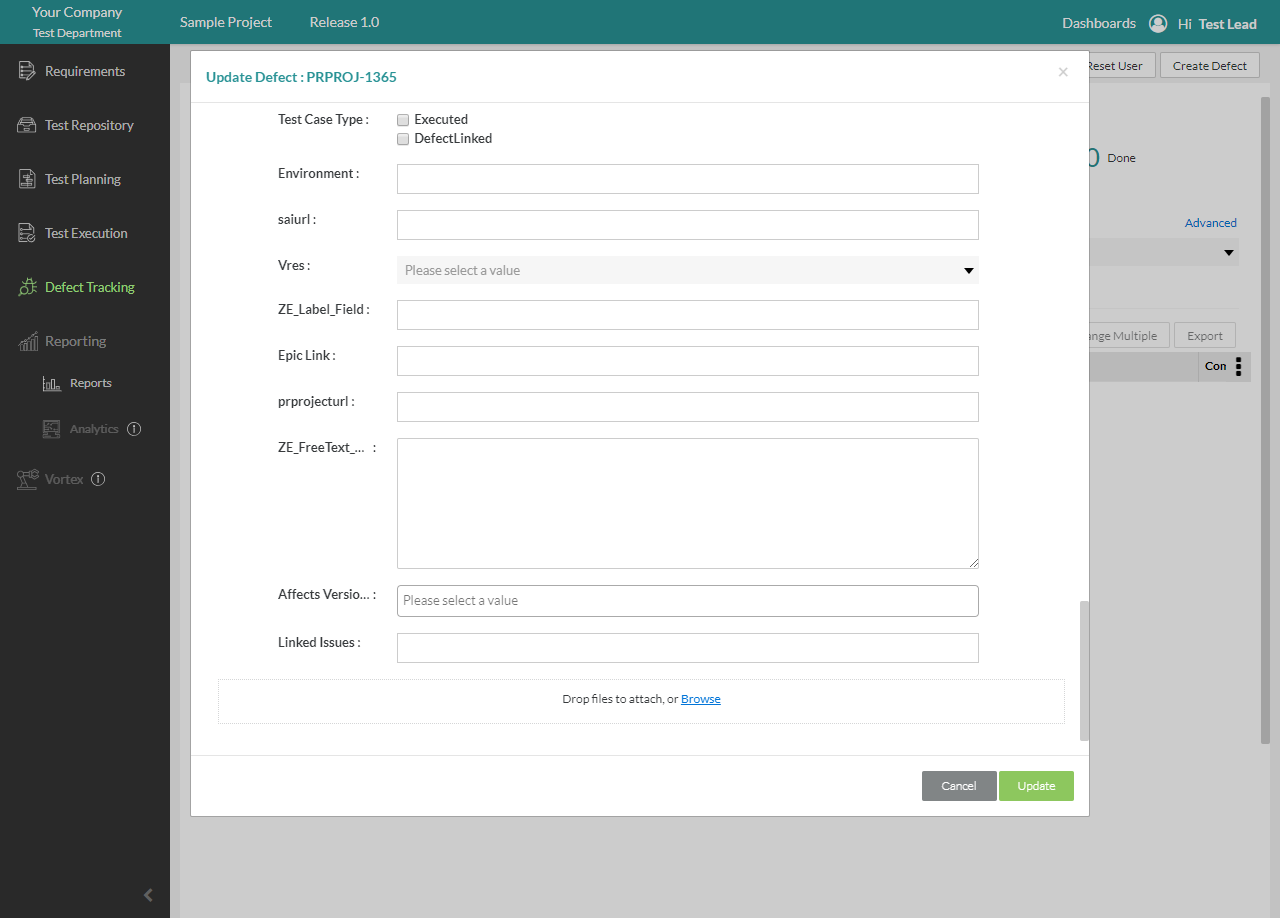 Your Company
Test Department
Sample Project
Release 1.0
Dashboards
Hi Test Lead
Requirements
Test Repository
Test Planning
Test Execution
Defect Tracking
Reporting
Reports
Analytics
Vortex
Reset User
Create Defect
Done
Advanced
Export
Con
Update Defect : PRPROJ-1365
×
Test Case Type :
Executed
DefectLinked
Environment :
saiurl :
Vres :
Please select a value
ZE_Label_Field :
Epic Link :
prprojecturl :
ZE_FreeText_... :
Affects Versio... :
Please select a value
Linked Issues :
Drop files to attach, or Browse
Cancel
Update